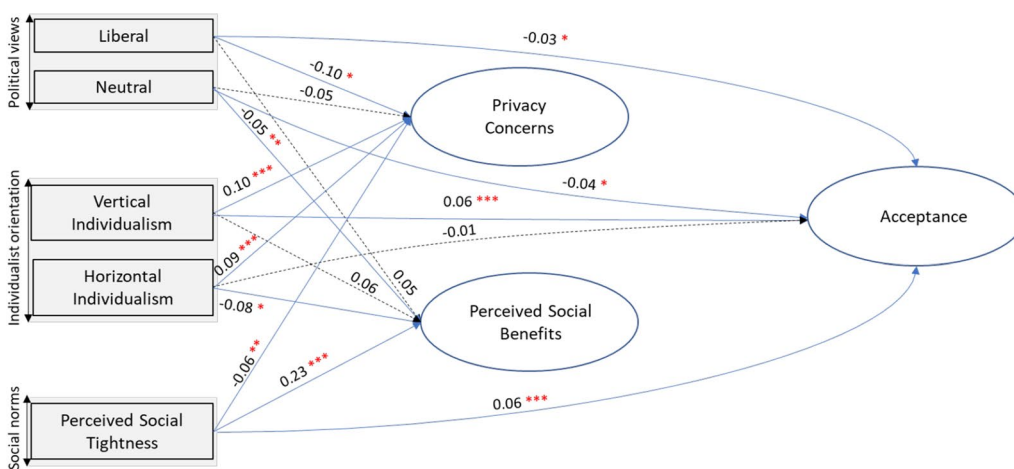 Political views
Liberal
Neutral
Individualist orientation
Vertical
Individualism
Horizontal
Individualism
Social norms
Perceived Social
Tightness
Privacy
Concerns
Perceived Social
Benefits
Acceptance
-0.03 *
-0.10 *
-0.05
-0.05 **
-0.04 *
0.10 ***
0.06 ***
-0.01
0.09 ***
0.06
0.05
-0.08 *
-0.06 **
0.23 ***
0.06 ***